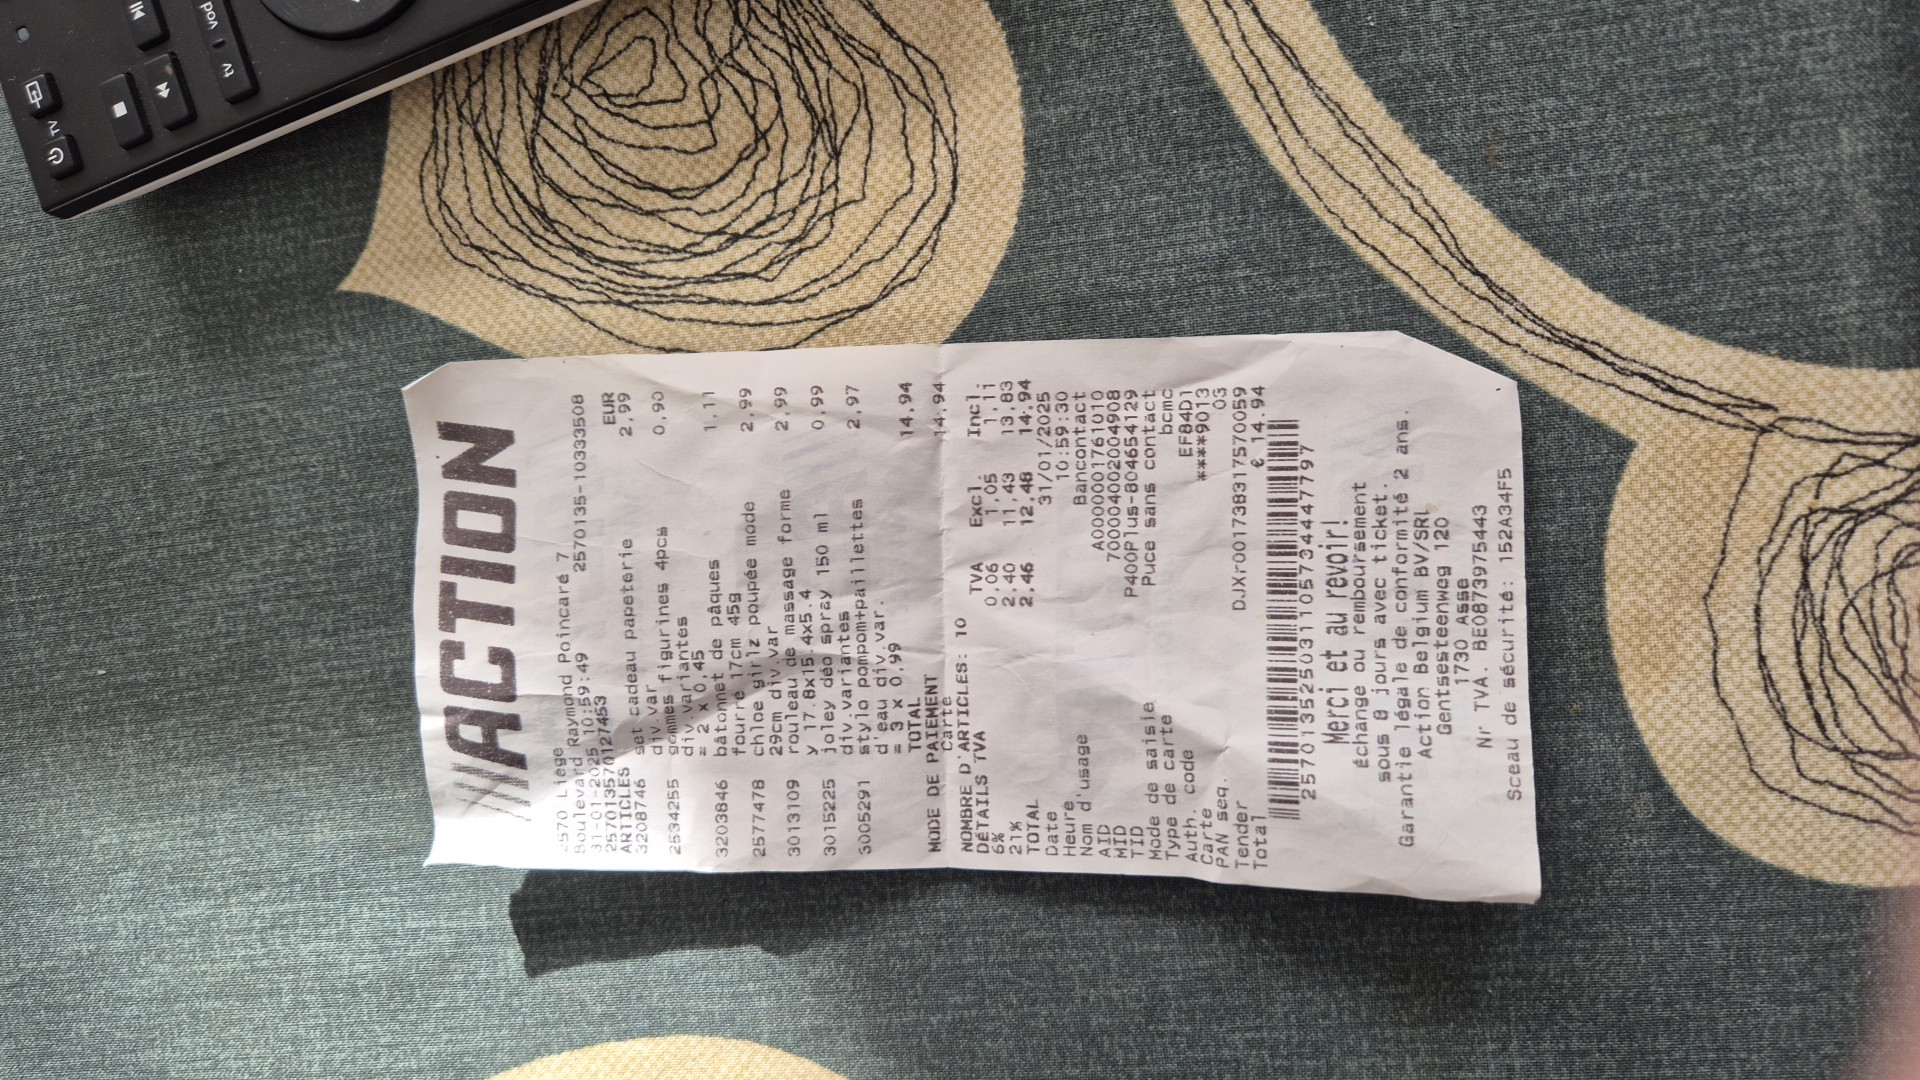 ACTION
2570 Liège
Boulevard Raymond Poincaré 7
31-01-2025 10:59:49 2570135-10333508
257013570127453
ARTICLES EUR
3208746 set cadeau papeterie 2,99
div.var
2534255 gommes figurines 4pcs 0,90
div.variantes
= 2 x 0,45
3203846 bâtonnet de pâques 1,11
fourre 17cm 45g
2577478 chloe girlz poupée mode 2,99
29cm div.var
3013109 rouleau de massage forme 2,99
y 17.8x15.4x5.4
3015225 joley déo spray 150 ml 0,99
div.variantes
3005291 stylo pompom+paillettes 2,97
d'eau div.var.
= 3 x 0,99
TOTAL 14,94
MODE DE PAIEMENT
Carte 14,94
NOMBRE D'ARTICLES: 10
DÉTAILS TVA TVA Excl. Incl.
6% 0,06 1,05 1,11
21% 2,40 11,43 13,83
TOTAL 2,46 12,48 14,94
Date 31/01/2025
Heure 10:59:30
Nom d'usage Bancontact
AID A0000001761010
MID 700004002004908
TID P400Plus-804654129
Mode de saisie Puce sans contact
Type de carte bcmc
Auth. code EF84D1
Carte ****9013
PAN seq. 03
Tender DJXr001738317570059
Total € 14.94
257013525031105734447797
Merci et au revoir!
Échange ou remboursement
sous 8 jours avec ticket.
Garantie légale de conformité 2 ans.
Action Belgium BV/SRL
Gentsesteenweg 120
1730 Asse
Nr TVA. BE0873975443
Sceau de sécurité: 152A34F5
vod
tv
TV